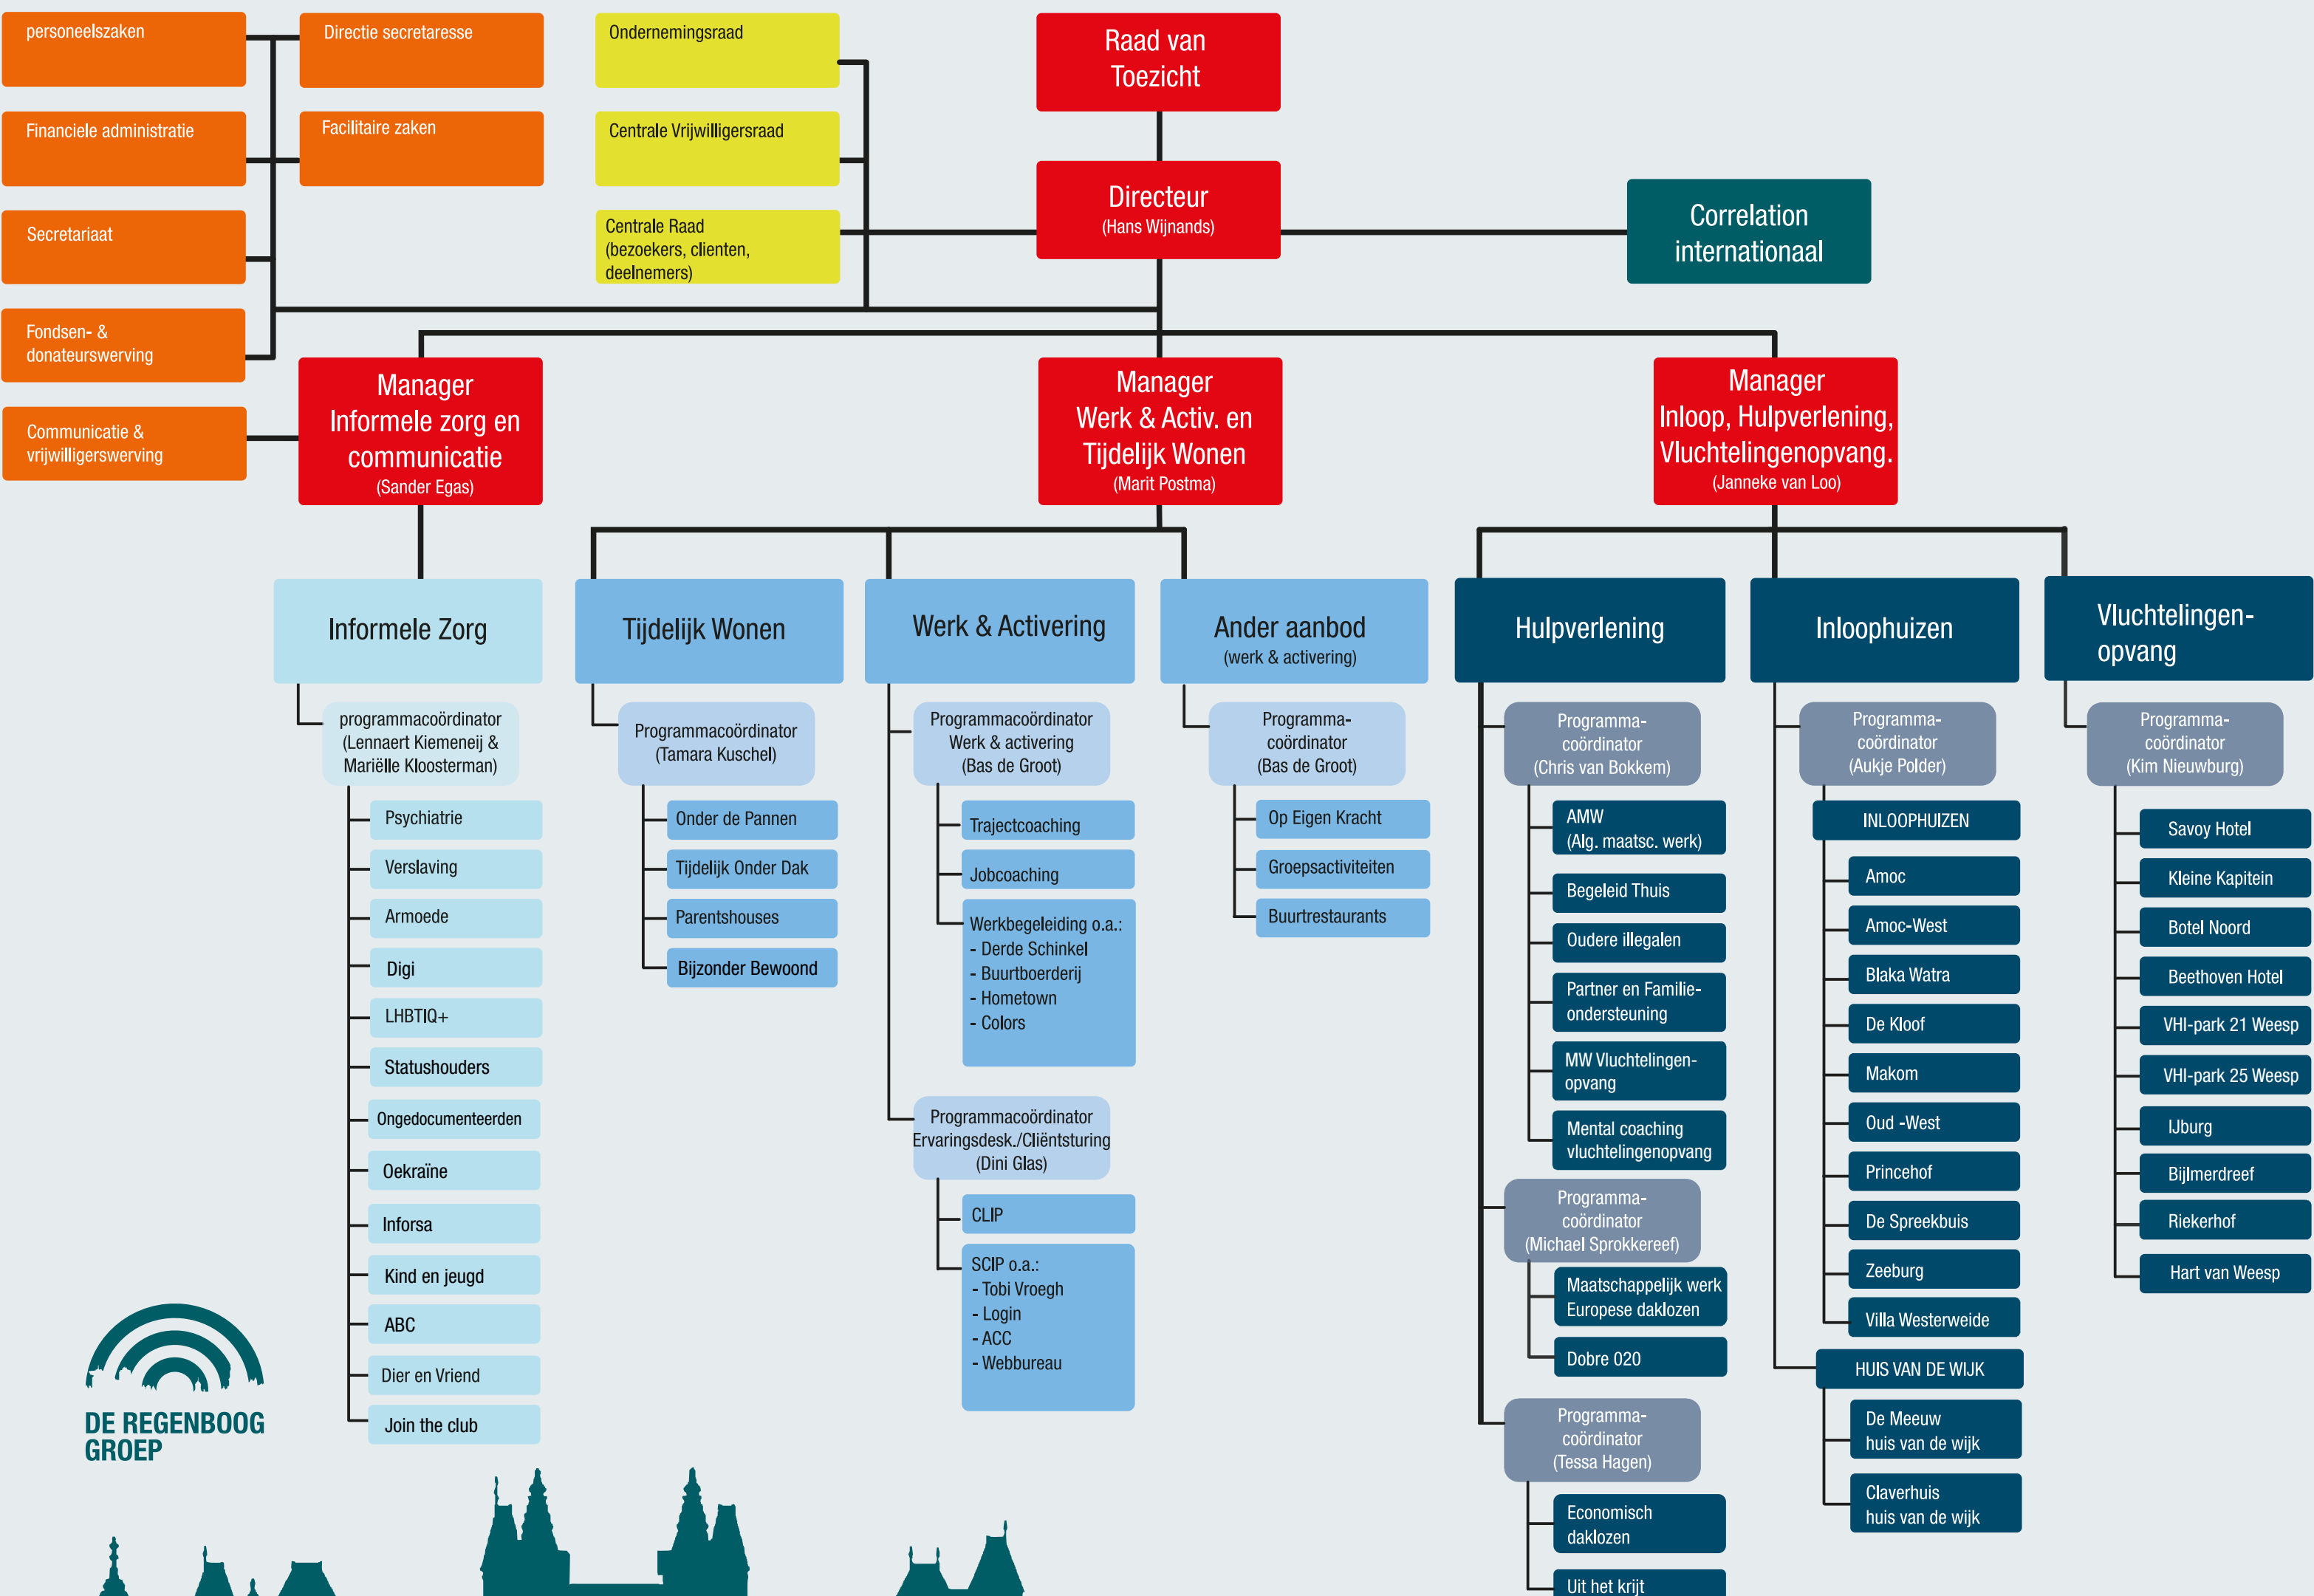 personeelszaken
Directie secretaresse
Financiele administratie
Facilitaire zaken
Secretariaat
Fondsen- &
donateurswerving
Communicatie &
vrijwilligerswerving
Ondernemingsraad
Centrale Vrijwilligersraad
Centrale Raad
(bezoekers, clienten,
deelnemers)
Raad van
Toezicht
Directeur
(Hans Wijnands)
Correlation
internationaal
Manager
Informele zorg en
communicatie
(Sander Egas)
Manager
Werk & Activ. en
Tijdelijk Wonen
(Marit Postma)
Manager
Inloop, Hulpverlening,
Vluchtelingenopvang.
(Janneke van Loo)
Informele Zorg
programmacoördinator
(Lennaert Kiemeneij &
Mariëlle Kloosterman)
Psychiatrie
Verslaving
Armoede
Digi
LHBTIQ+
Statushouders
Ongedocumenteerden
Oekraïne
Inforsa
Kind en jeugd
ABC
Dier en Vriend
Join the club
Tijdelijk Wonen
Programmacoördinator
(Tamara Kuschel)
Onder de Pannen
Tijdelijk Onder Dak
Parentshouses
Bijzonder Bewoond
Werk & Activering
Programmacoördinator
Werk & activering
(Bas de Groot)
Trajectcoaching
Jobcoaching
Werkbegeleiding o.a.:
- Derde Schinkel
- Buurtboerderij
- Hometown
- Colors
Programmacoördinator
Ervaringsdesk./Cliëntsturing
(Dini Glas)
CLIP
SCIP o.a.:
- Tobi Vroegh
- Login
- ACC
- Webbureau
Ander aanbod
(werk & activering)
Programma-
coördinator
(Bas de Groot)
Op Eigen Kracht
Groepsactiviteiten
Buurtrestaurants
Hulpverlening
Programma-
coördinator
(Chris van Bokkem)
AMW
(Alg. maatsc. werk)
Begeleid Thuis
Oudere illegalen
Partner en Familie-
ondersteuning
MW Vluchtelingen-
opvang
Mental coaching
vluchtelingenopvang
Programma-
coördinator
(Michael Sprokkereef)
Maatschappelijk werk
Europese daklozen
Dobre 020
Programma-
coördinator
(Tessa Hagen)
Economisch
daklozen
Uit het krijt
Inloophuizen
Programma-
coördinator
(Aukje Polder)
INLOOPHUIZEN
Amoc
Amoc-West
Blaka Watra
De Kloof
Makom
Oud -West
Princehof
De Spreekbuis
Zeeburg
Villa Westerweide
HUIS VAN DE WIJK
De Meeuw
huis van de wijk
Claverhuis
huis van de wijk
Vluchtelingen-
opvang
Programma-
coördinator
(Kim Nieuwburg)
Savoy Hotel
Kleine Kapitein
Botel Noord
Beethoven Hotel
VHI-park 21 Weesp
VHI-park 25 Weesp
IJburg
Bijlmerdreef
Riekerhof
Hart van Weesp
DE REGENBOOG
GROEP